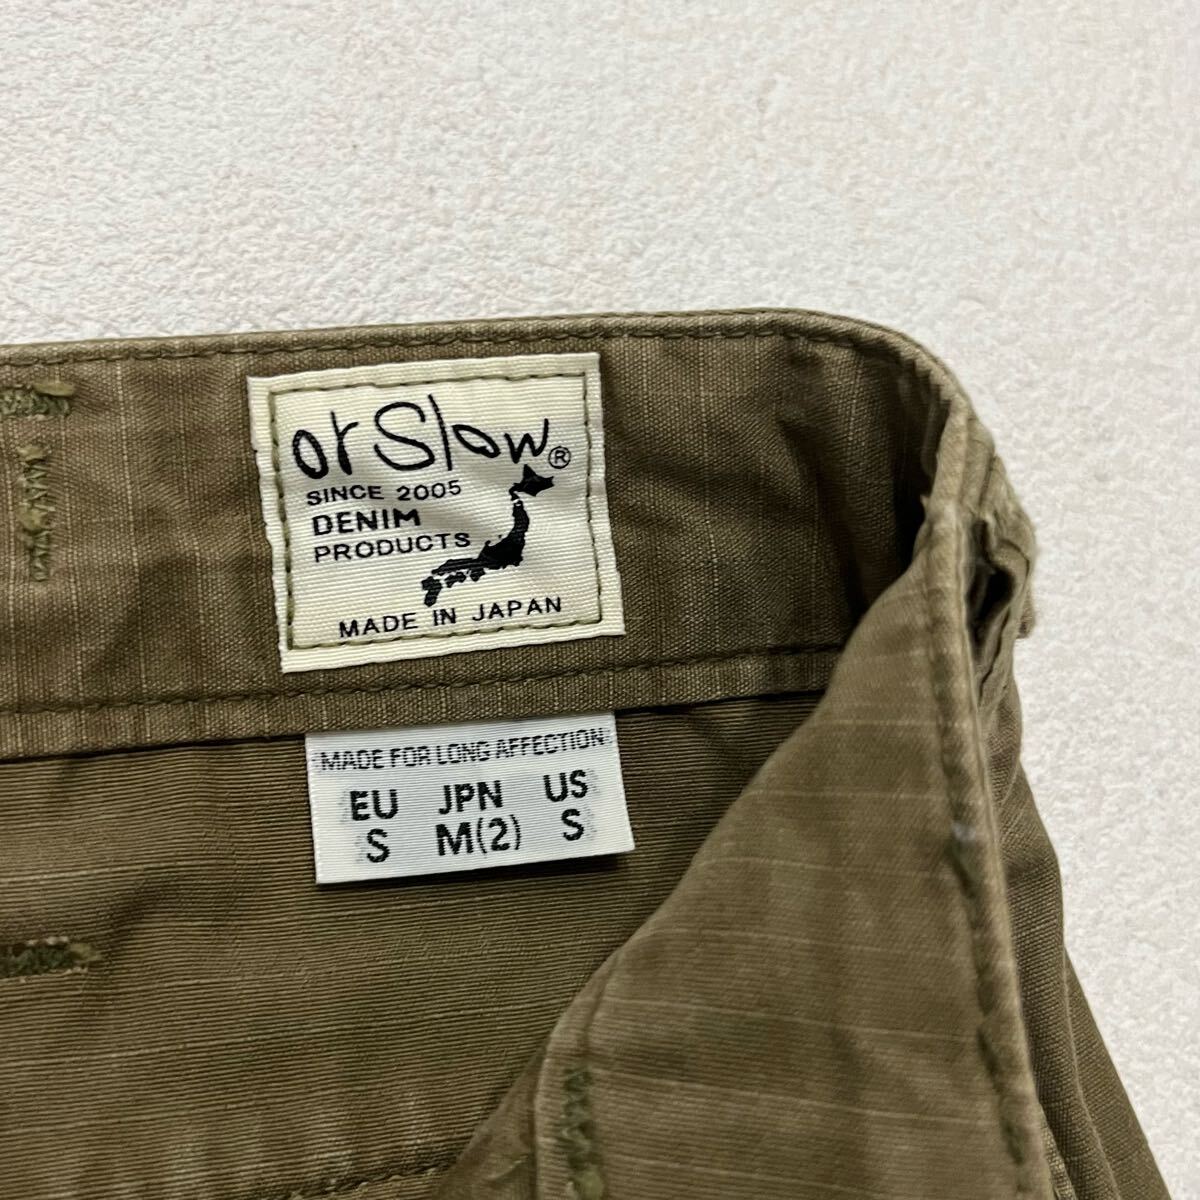 orSlow®
SINCE 2005
DENIM
PRODUCTS
MADE IN JAPAN
MADE FOR LONG AFFECTION
EU JPN US
S M(2) S